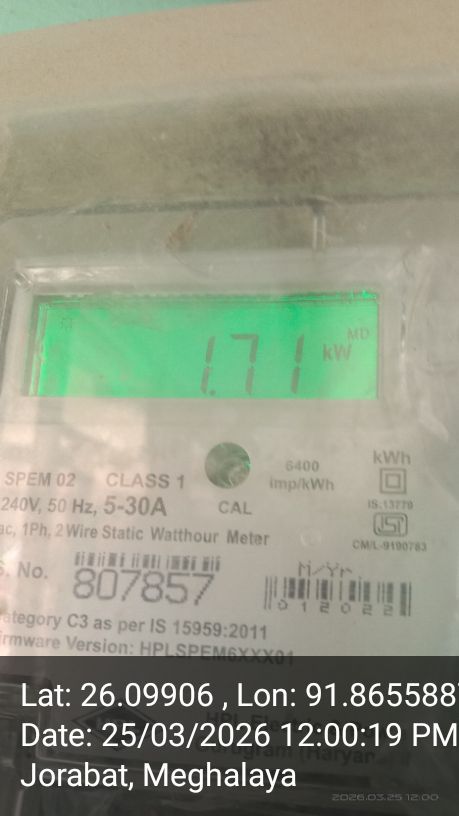 MD
1.71 kW
6400
imp/kWh
kWh
SPEM 02 CLASS 1
240V, 50 Hz, 5-30A
CAL
IS.13779
ac, 1Ph, 2 Wire Static Watthour Meter
CM/L-9190783
S. No.
807857
M/Yr
012022
ategory C3 as per IS 15959:2011
irmware Version: HPLSPEM6XXX01
Lat: 26.09906 , Lon: 91.865588
Date: 25/03/2026 12:00:19 PM
Jorabat, Meghalaya
2026.03.25 12:00